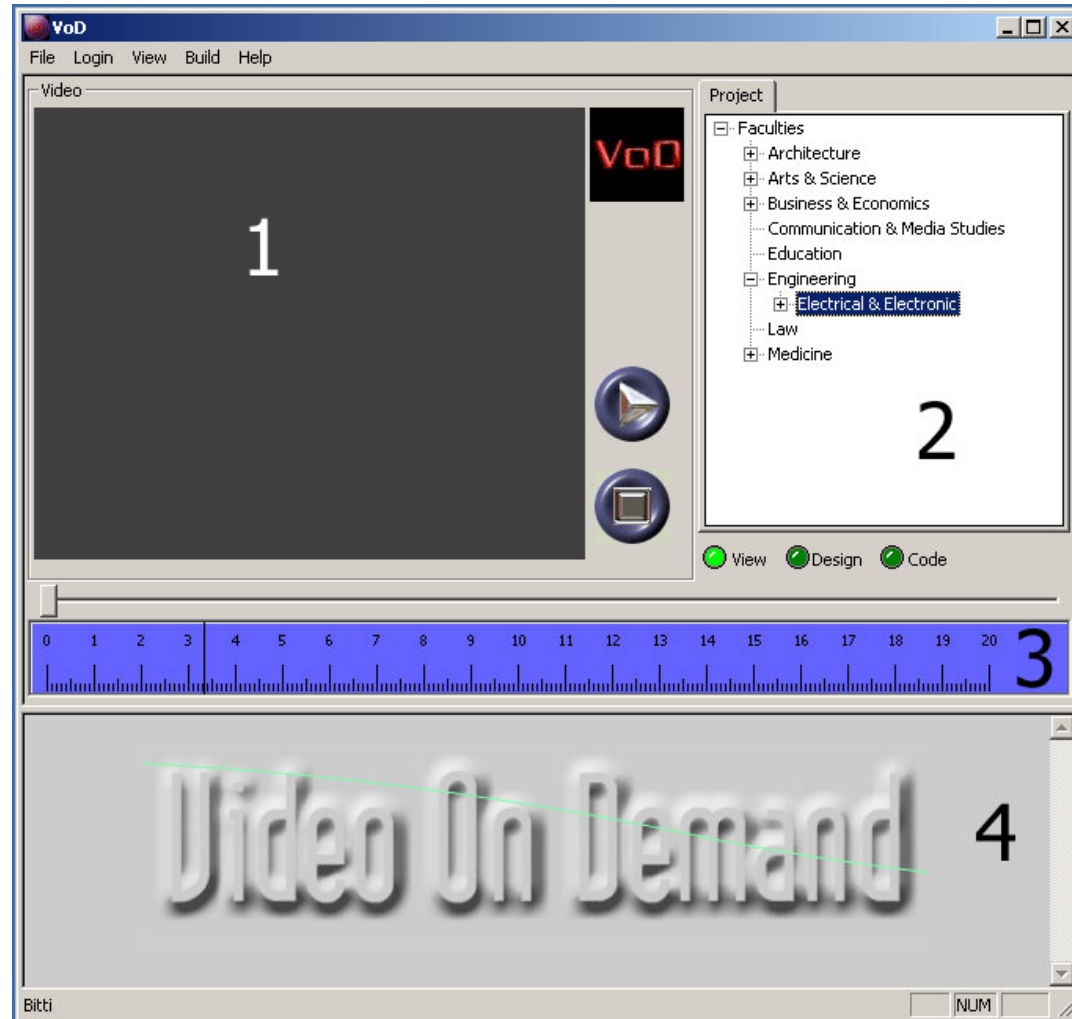 VoD
File Login View Build Help
Video
VoD
1
Project
Faculties
Architecture
Arts & Science
Business & Economics
Communication & Media Studies
Education
Engineering
Electrical & Electronic
Law
Medicine
2
View Design Code
0 1 2 3 4 5 6 7 8 9 10 11 12 13 14 15 16 17 18 19 20
3
Video On Demand
4
Bitti NUM